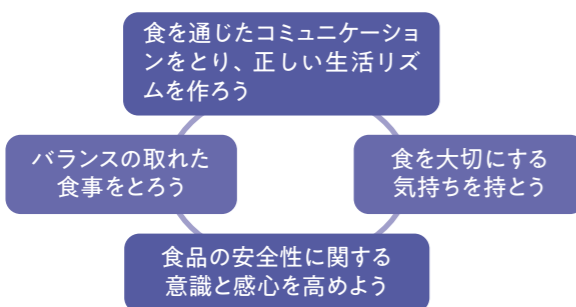 食を通じたコミュニケーショ
ンをとり、正しい生活リズ
ムを作ろう
バランスの取れた
食事をとろう
食を大切にする
気持ちを持とう
食品の安全性に関する
意識と感心を高めよう